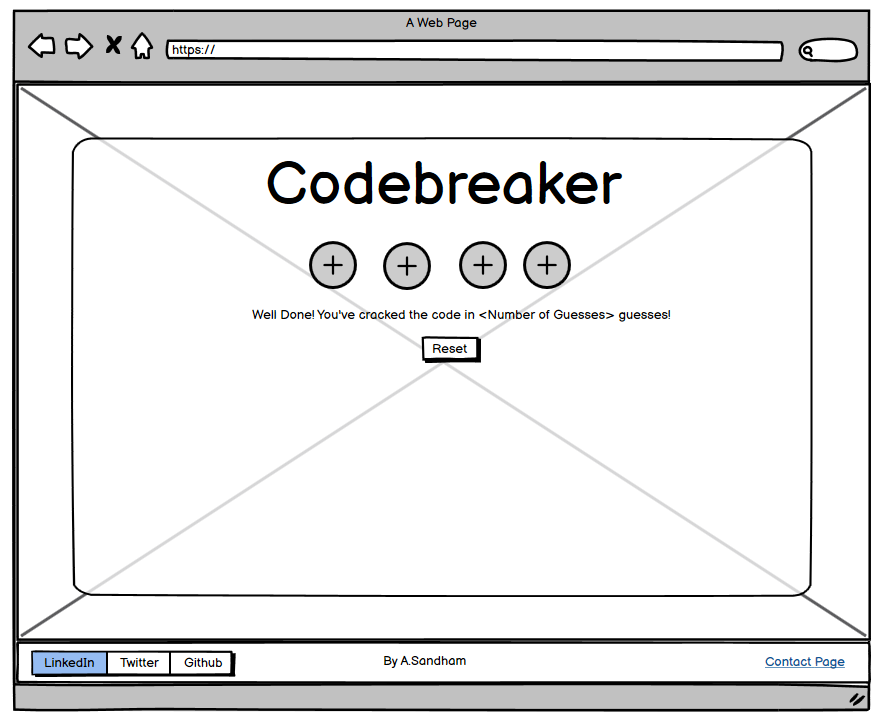 A Web Page
https://
Codebreaker
Well Done! You've cracked the code in <Number of Guesses> guesses!
Reset
LinkedIn Twitter Github By A.Sandham Contact Page